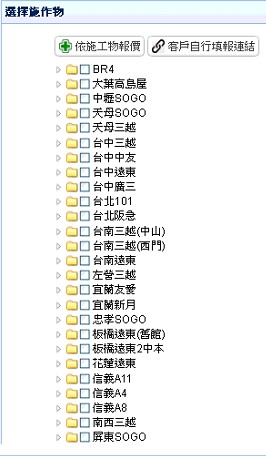 選擇施作物
依施工物報價 客戶自行填報連結
BR4
大葉高島屋
中壢SOGO
天母SOGO
天母三越
台中三越
台中中友
台中遠東
台中廣三
台北101
台北阪急
台南三越(中山)
台南三越(西門)
台南遠東
左營三越
宜蘭友愛
宜蘭新月
忠孝SOGO
板橋遠東(舊館)
板橋遠東2中本
花蓮遠東
信義A11
信義A4
信義A8
南西三越
屏東SOGO